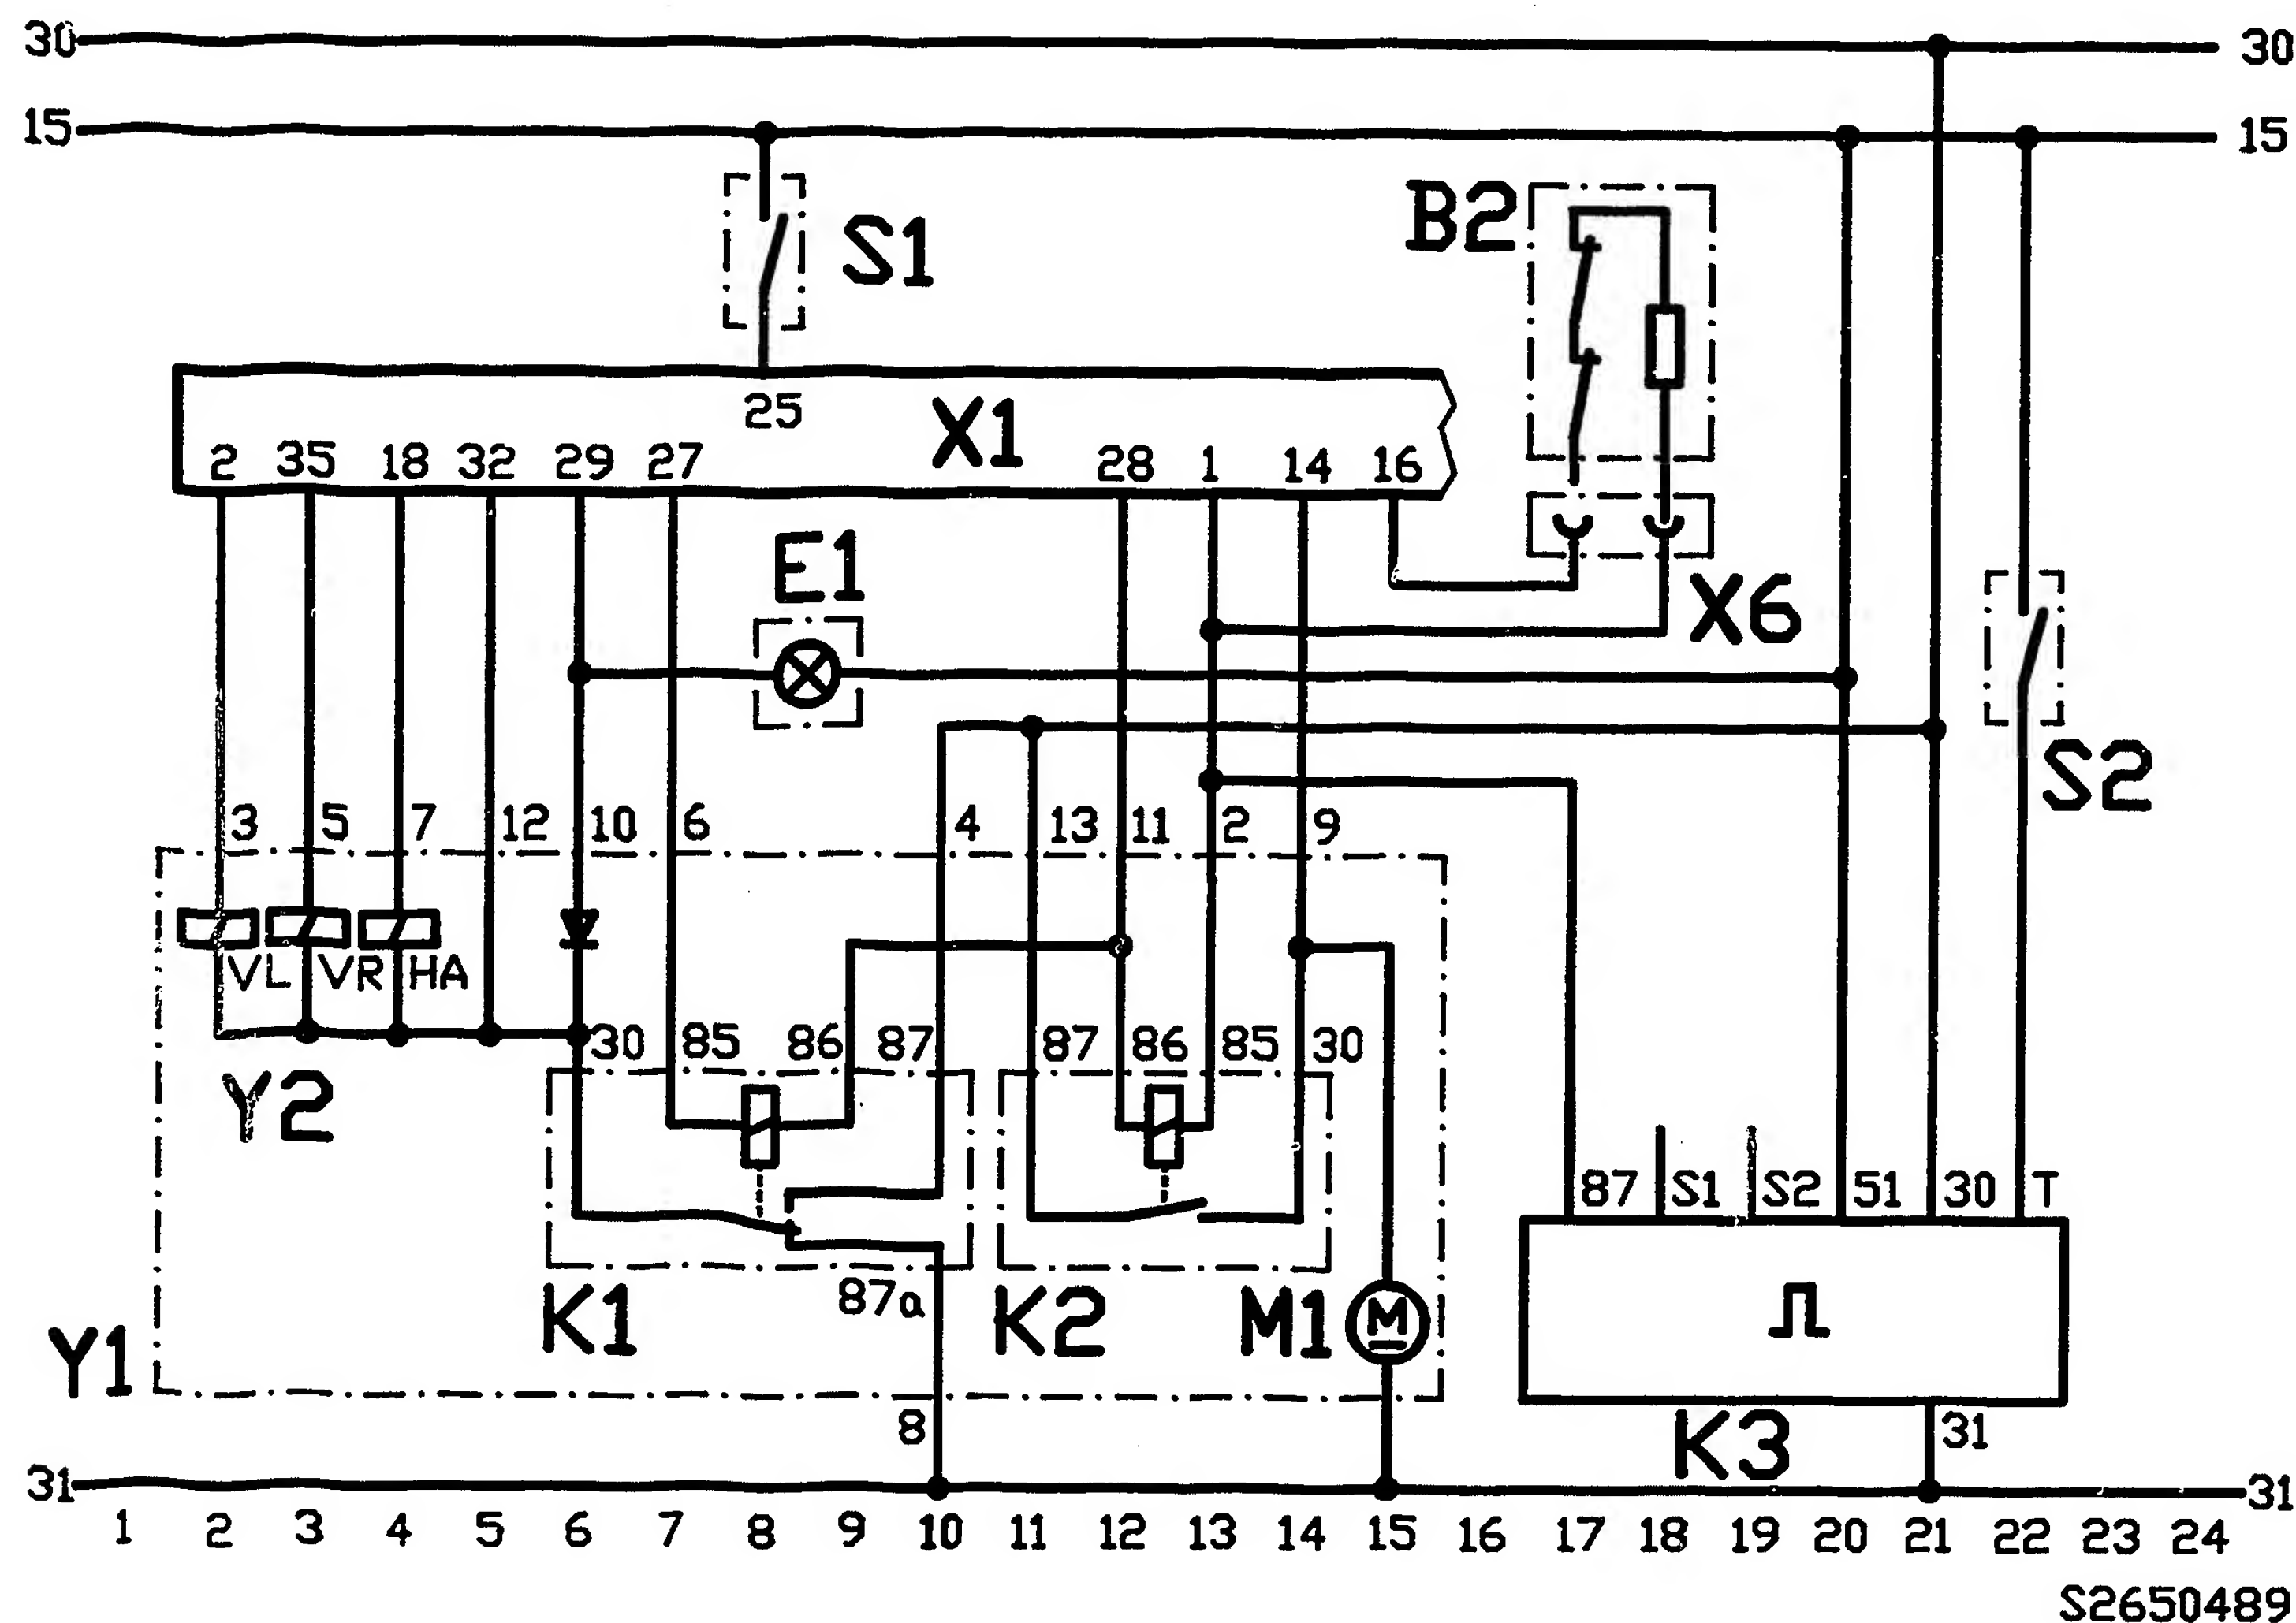 30 30
15 15
S1
B2
25
X1
2 35 18 32 29 27 28 1 14 16
E1
X6
S2
3 5 7 12 10 6 4 13 11 2 9
VL VR HA
30 85 86 87 87 86 85 30
Y2
87 S1 S2 51 30 T
87a
K1 K2 M1 M
Y1
8
K3 31
31 31
1 2 3 4 5 6 7 8 9 10 11 12 13 14 15 16 17 18 19 20 21 22 23 24
S2650489